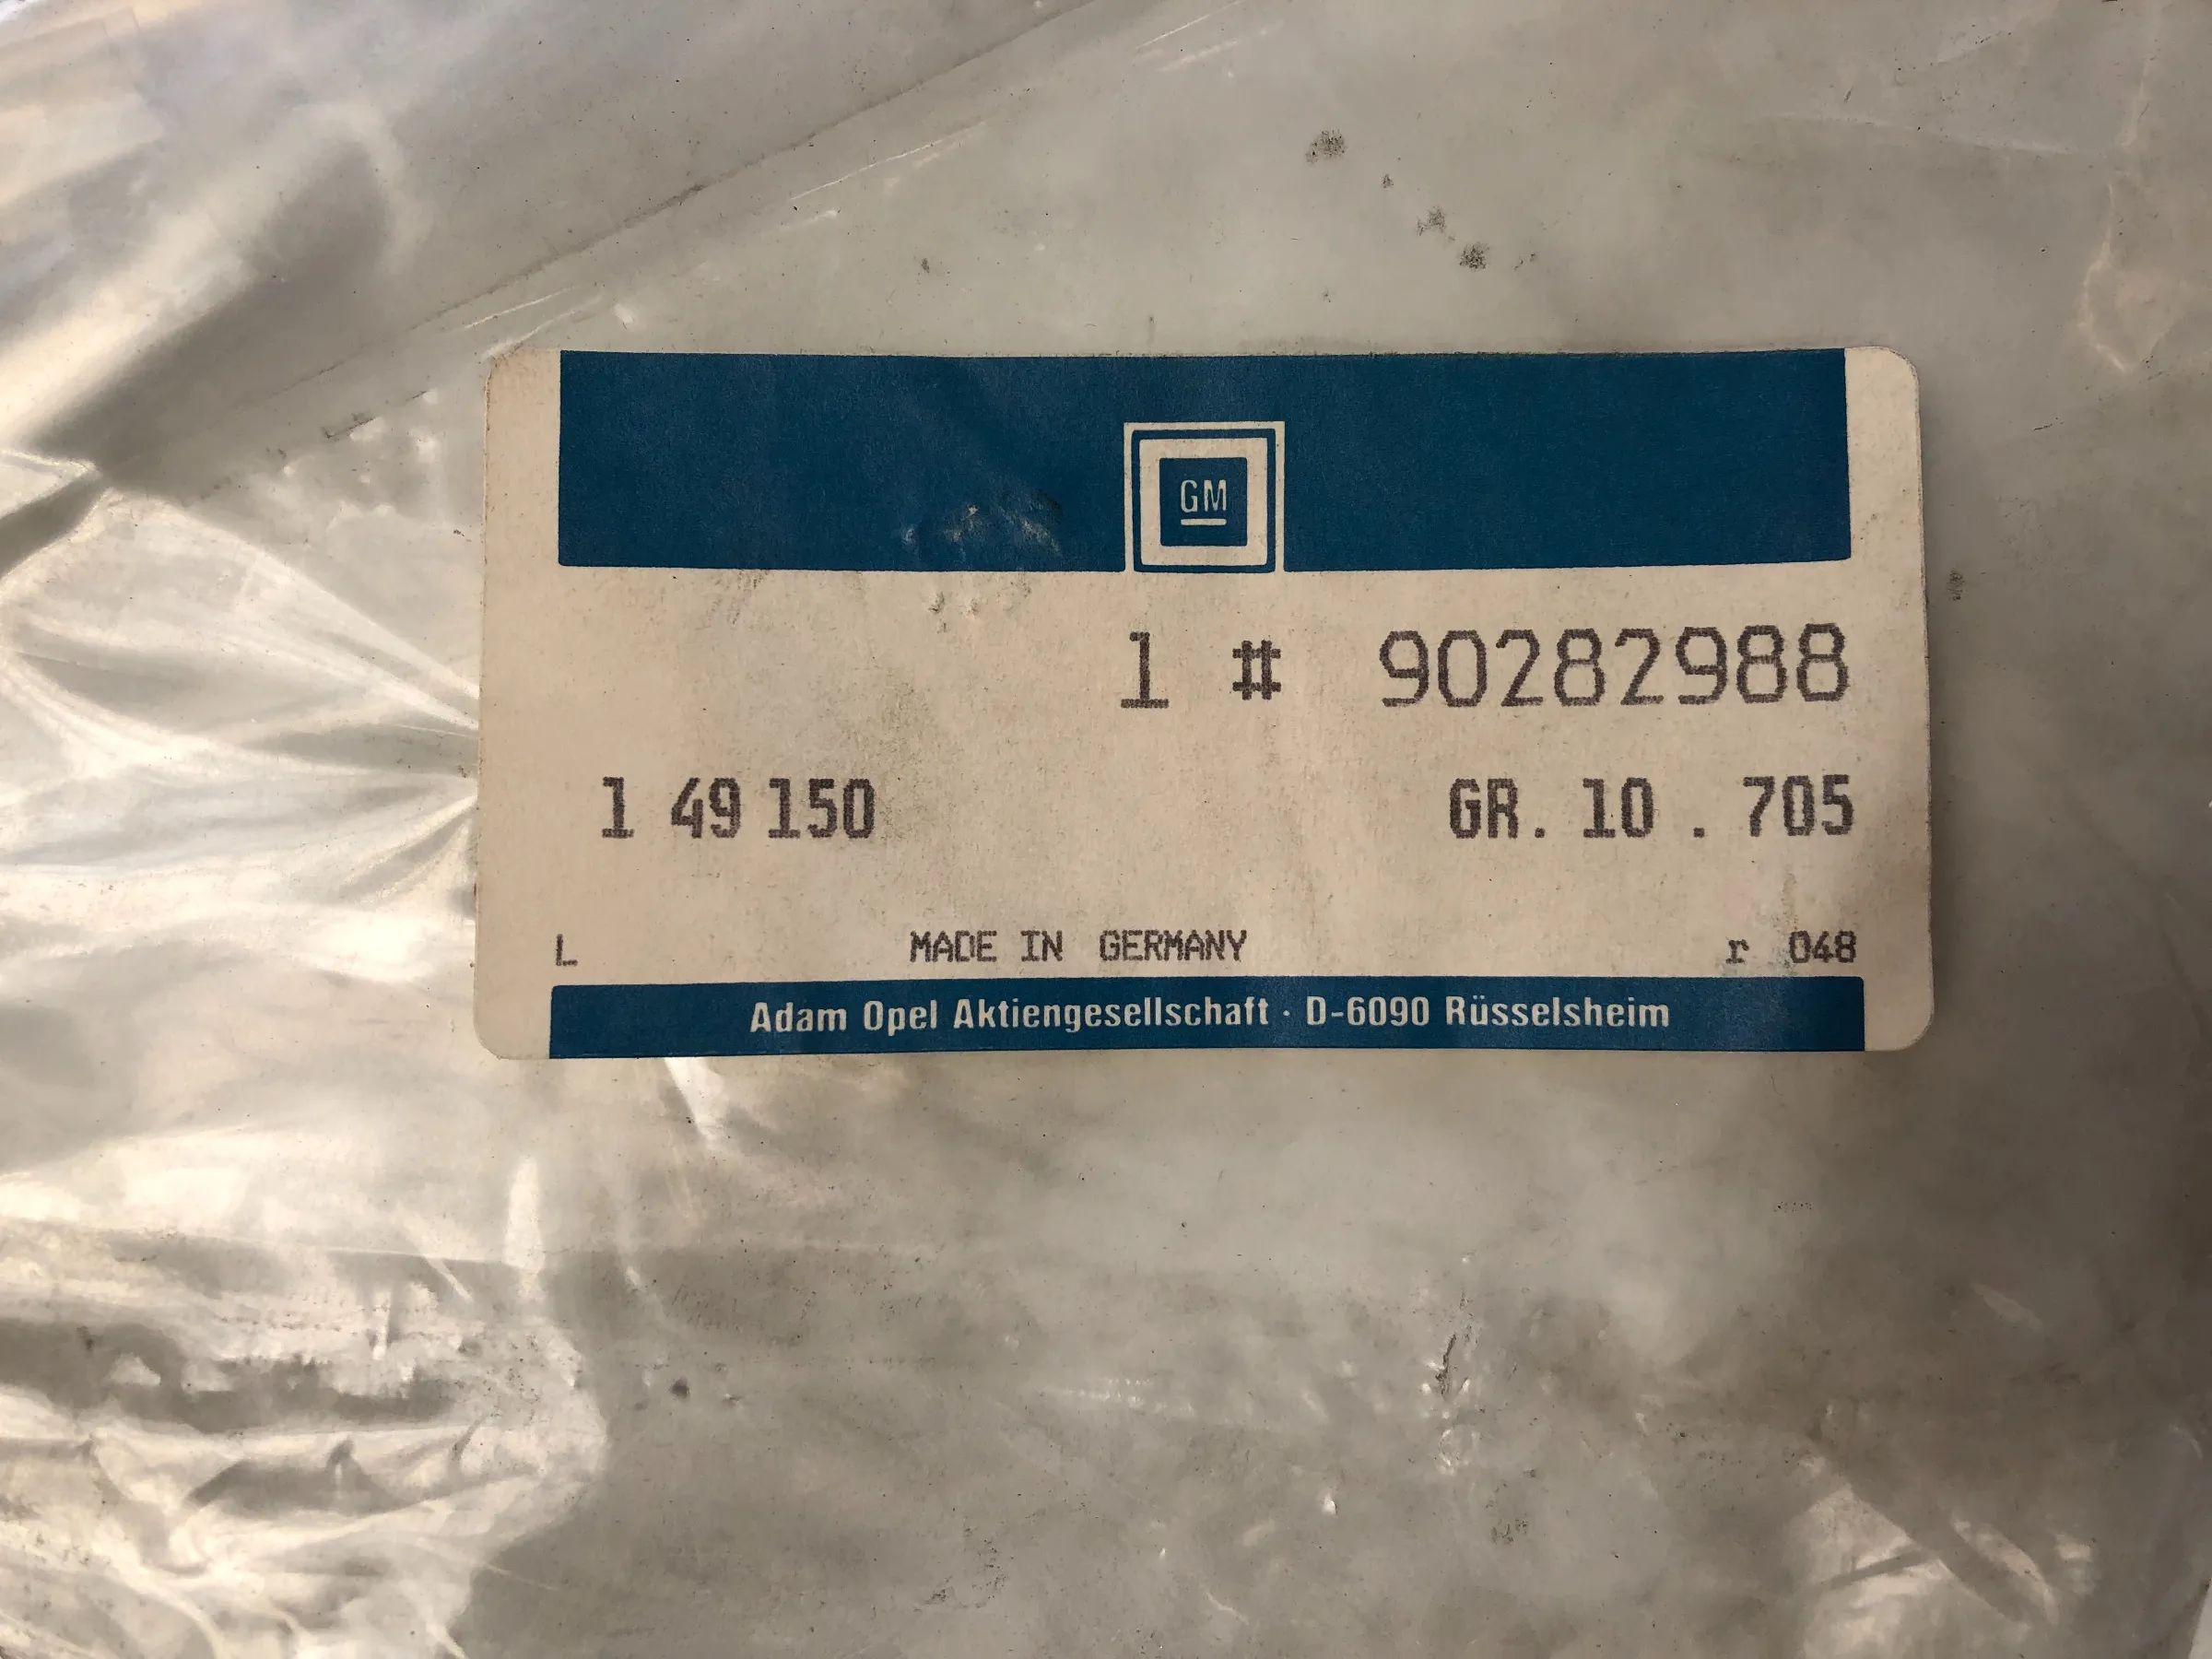 GM
1 # 90282988
1 49 150 GR. 10 . 705
L MADE IN GERMANY r 048
Adam Opel Aktiengesellschaft · D-6090 Rüsselsheim